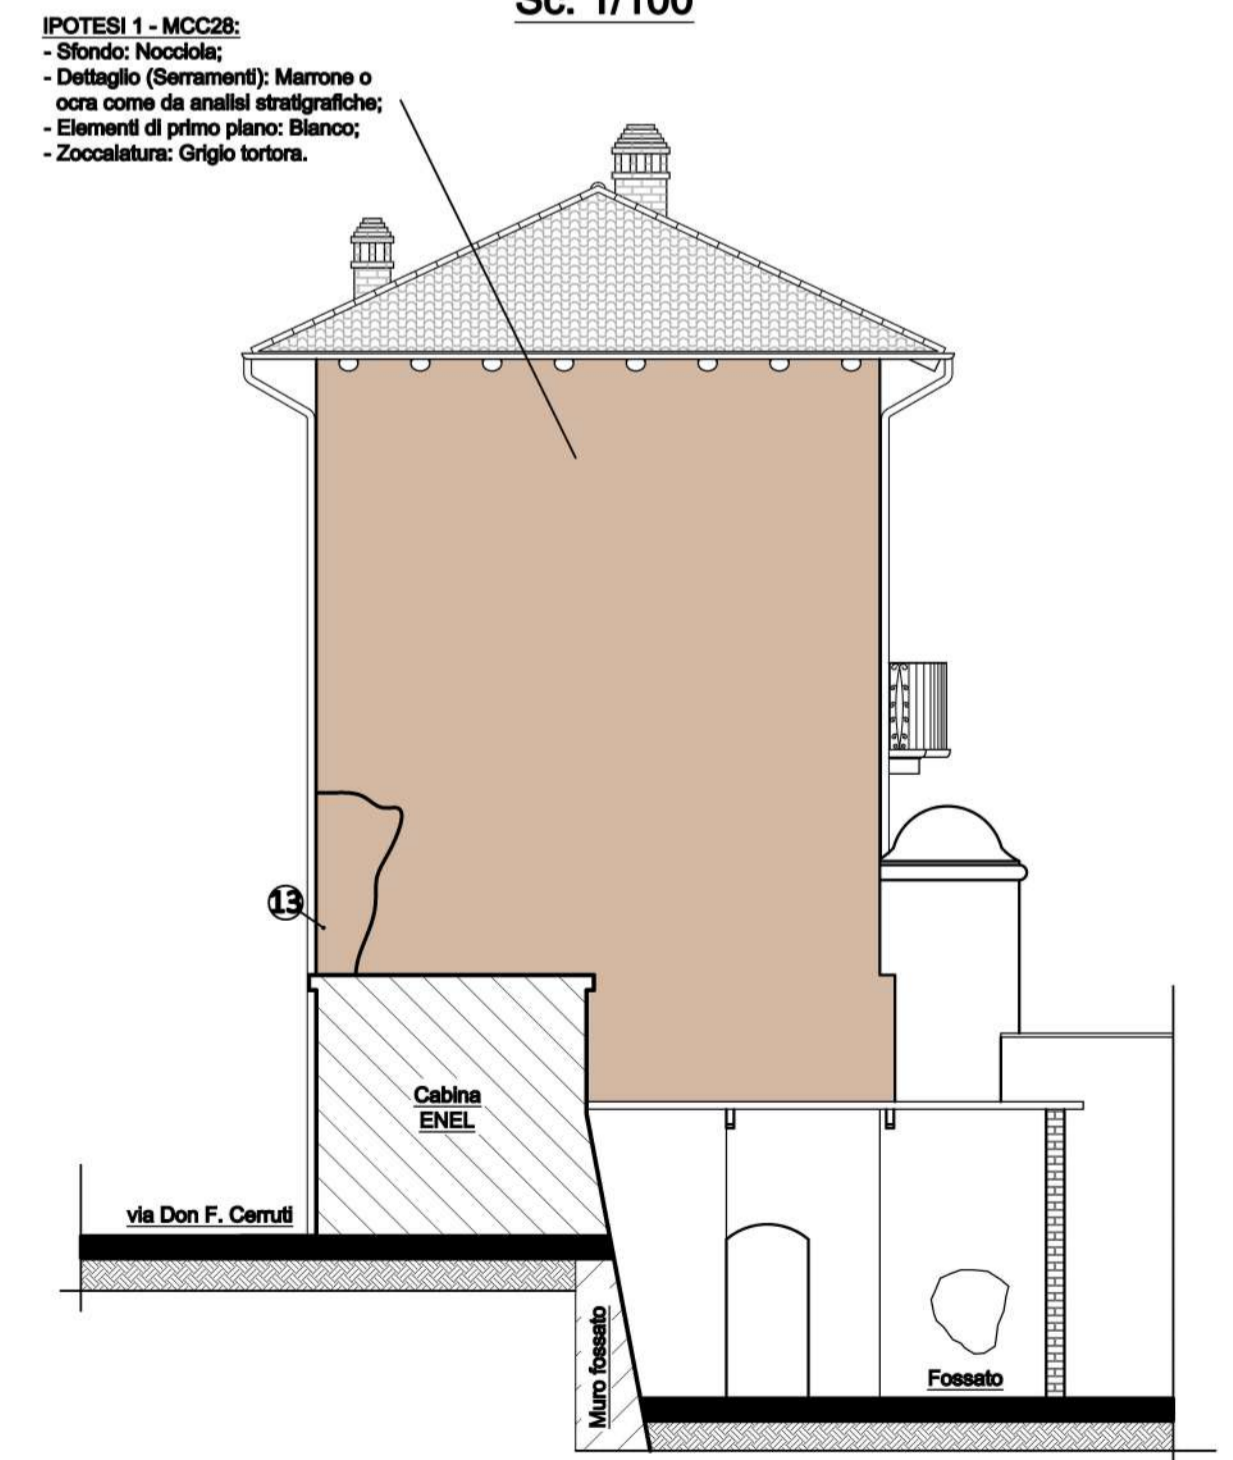 Sc. 1/100
IPOTESI 1 - MCC28:
- Sfondo: Nocciola;
- Dettaglio (Serramenti): Marrone o
ocra come da analisi stratigrafiche;
- Elementi di primo piano: Bianco;
- Zoccalatura: Grigio tortora.
13
Cabina
ENEL
via Don F. Cerruti
Muro fossato
Fossato